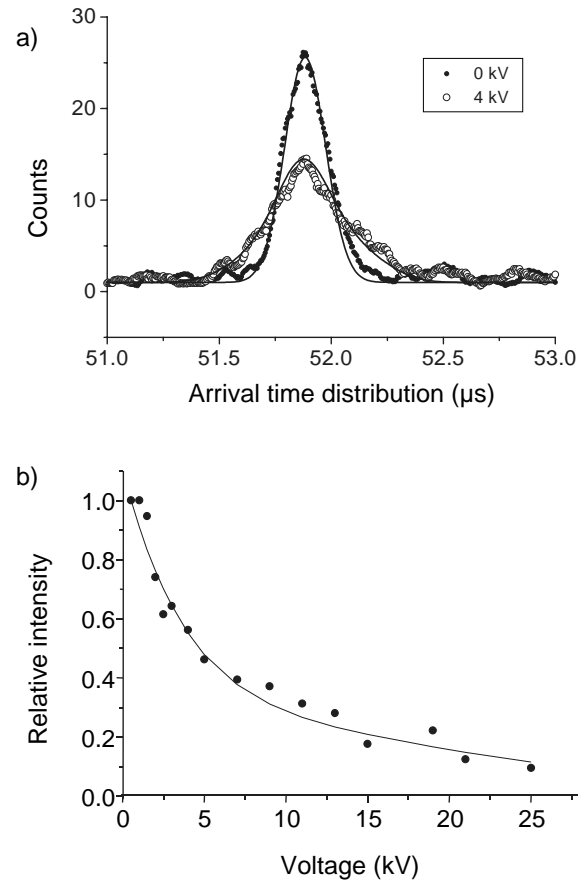 a)
30
20
10
0
Counts
0 kV
4 kV
51.0 51.5 52.0 52.5 53.0
Arrival time distribution (µs)
b)
1.0
0.8
0.6
0.4
0.2
0.0
Relative intensity
0 5 10 15 20 25
Voltage (kV)